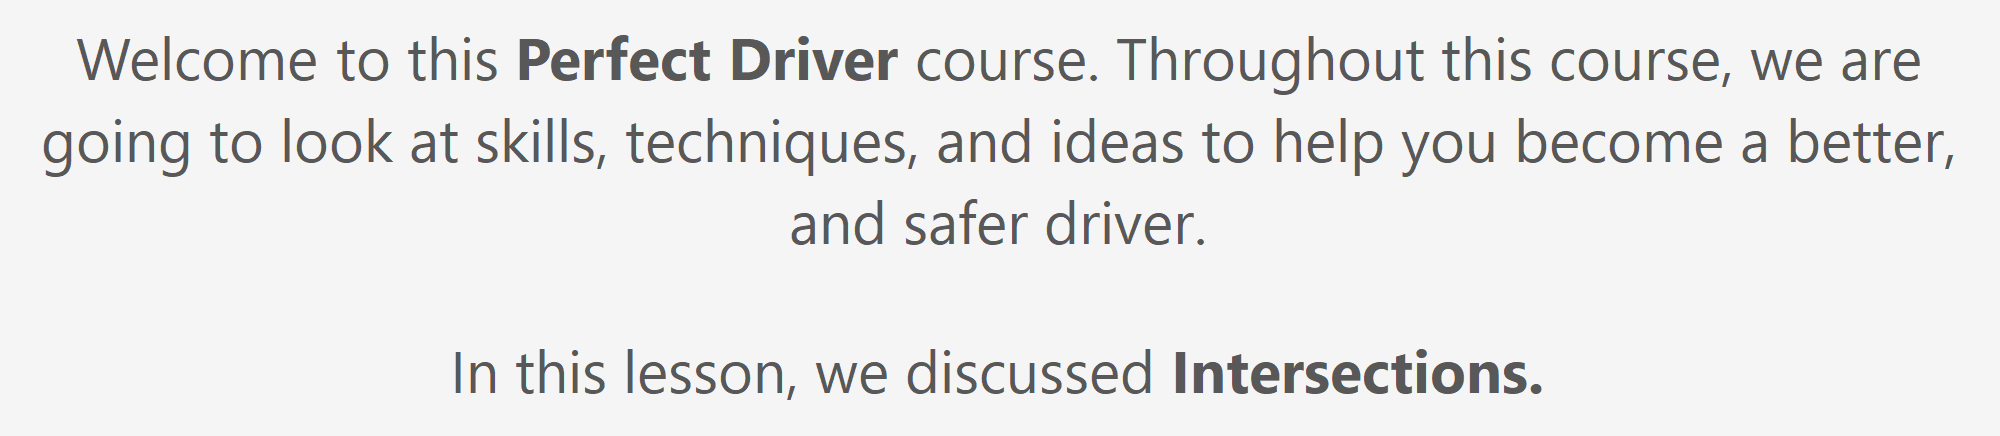 Welcome to this Perfect Driver course. Throughout this course, we are
going to look at skills, techniques, and ideas to help you become a better,
and safer driver.
In this lesson, we discussed Intersections.